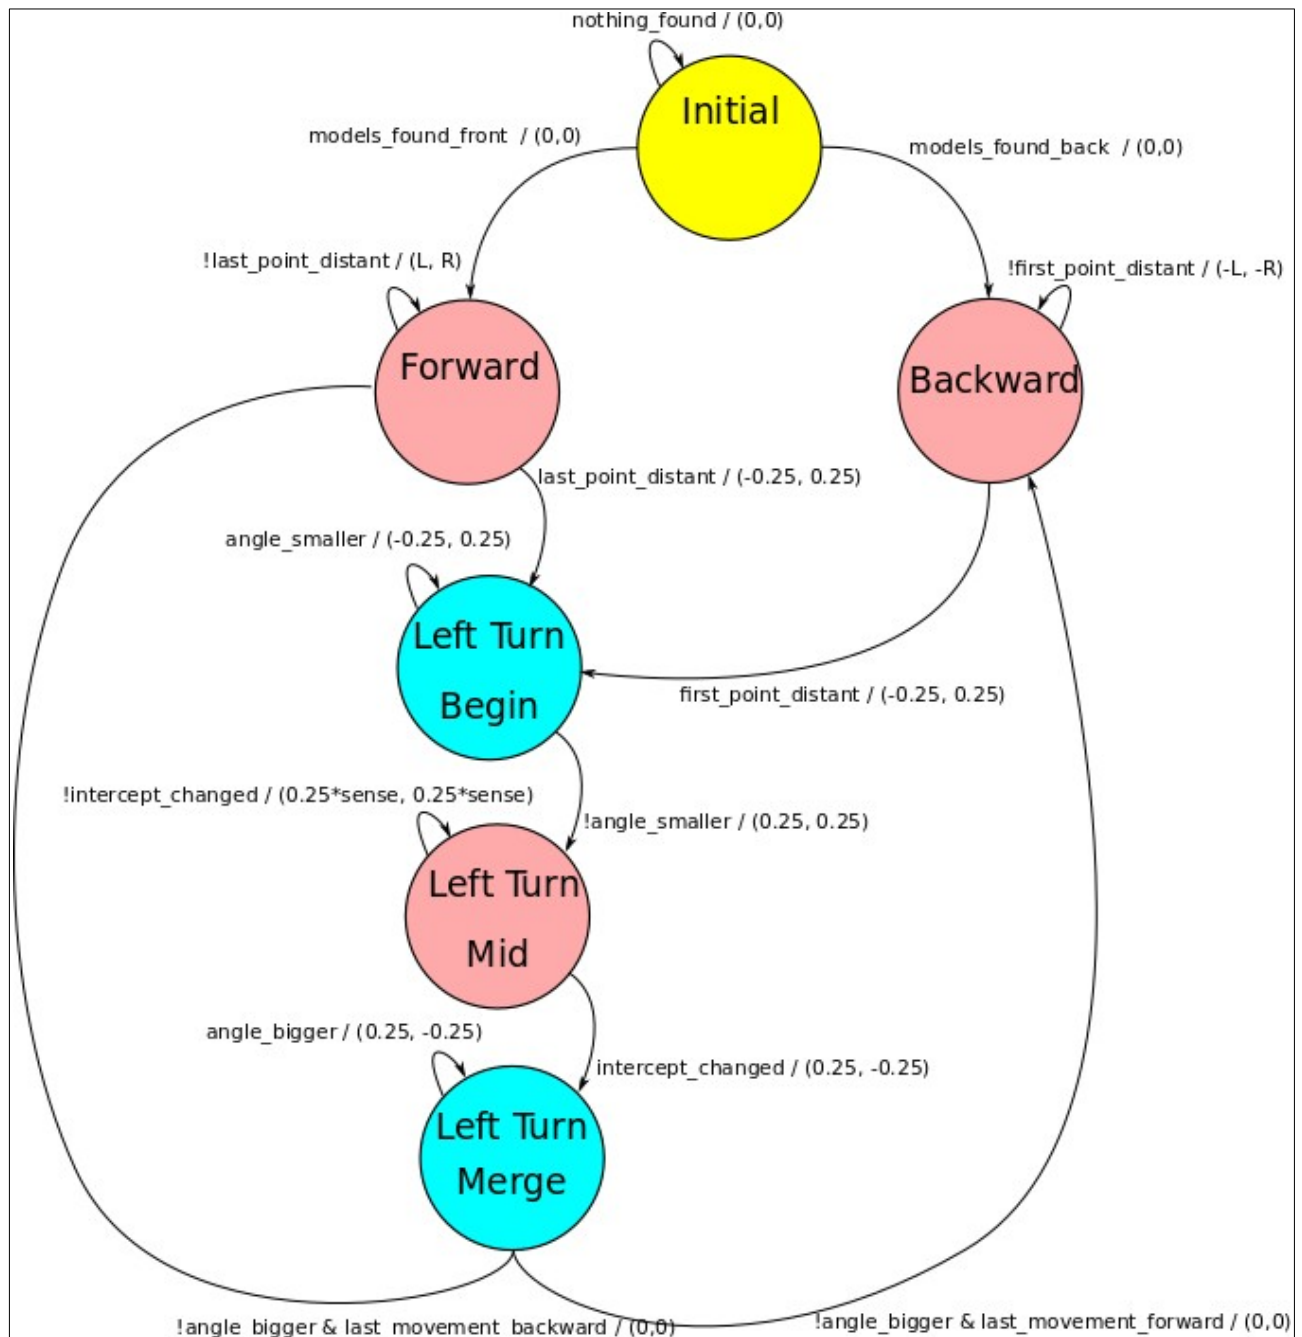 nothing_found / (0,0)
Initial
models_found_front / (0,0)
models_found_back / (0,0)
!last_point_distant / (L, R)
!first_point_distant / (-L, -R)
Forward
Backward
last_point_distant / (-0.25, 0.25)
angle_smaller / (-0.25, 0.25)
Left Turn
Begin
first_point_distant / (-0.25, 0.25)
!intercept_changed / (0.25*sense, 0.25*sense)
!angle_smaller / (0.25, 0.25)
Left Turn
Mid
angle_bigger / (0.25, -0.25)
intercept_changed / (0.25, -0.25)
Left Turn
Merge
!angle_bigger & last_movement_backward / (0,0)
!angle_bigger & last_movement_forward / (0,0)